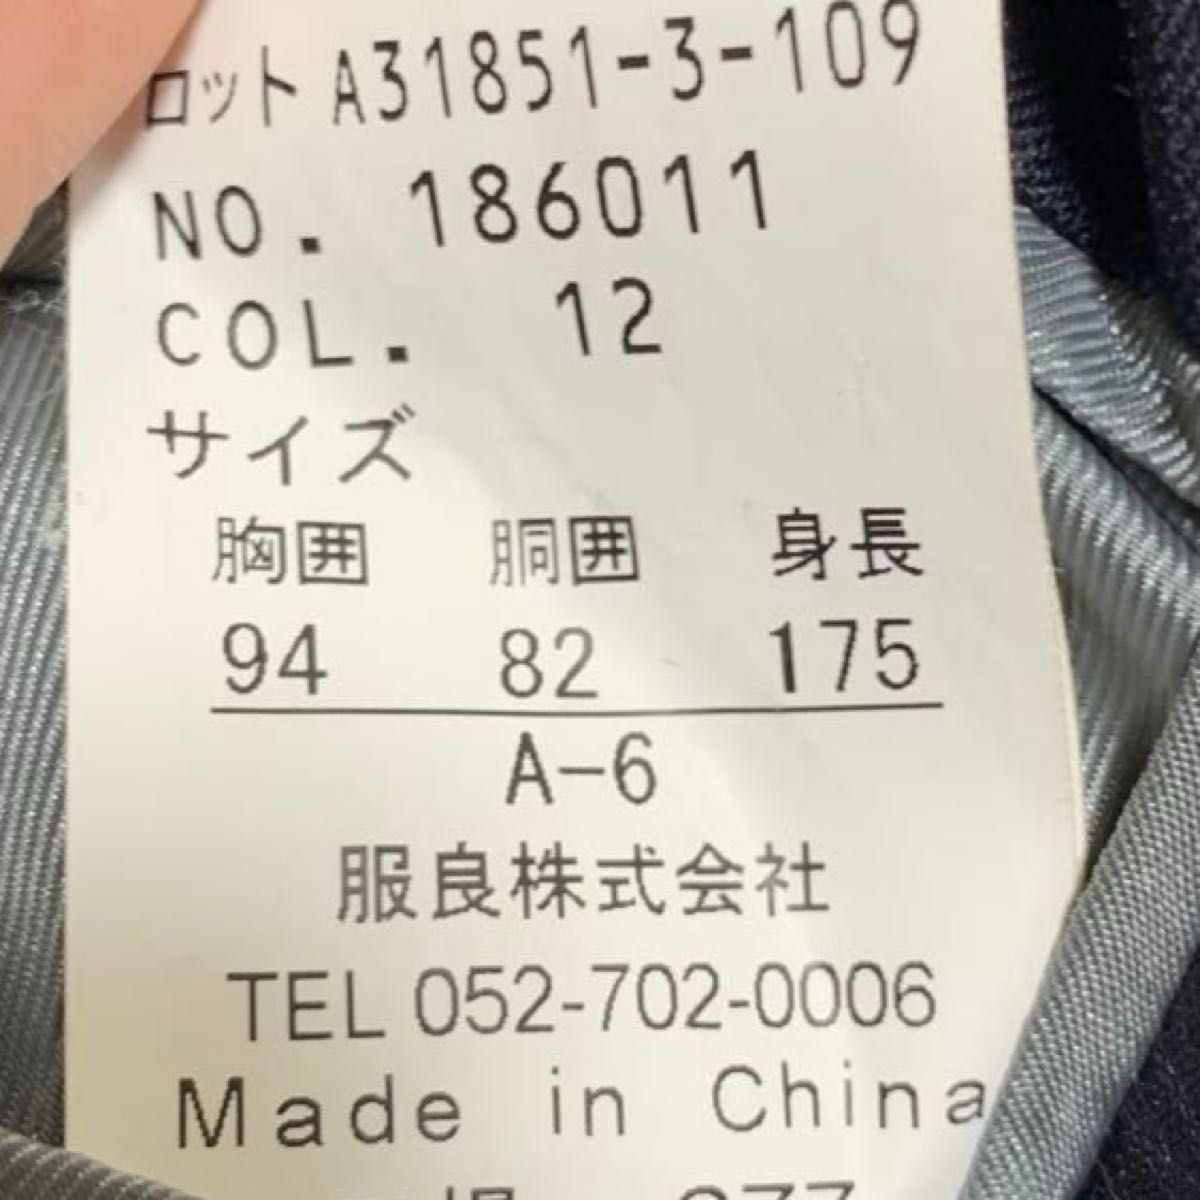 ロット A31851-3-109
NO. 186011
COL. 12
サイズ
胸囲 胴囲 身長
94 82 175
A-6
服良株式会社
TEL 052-702-0006
Made in China